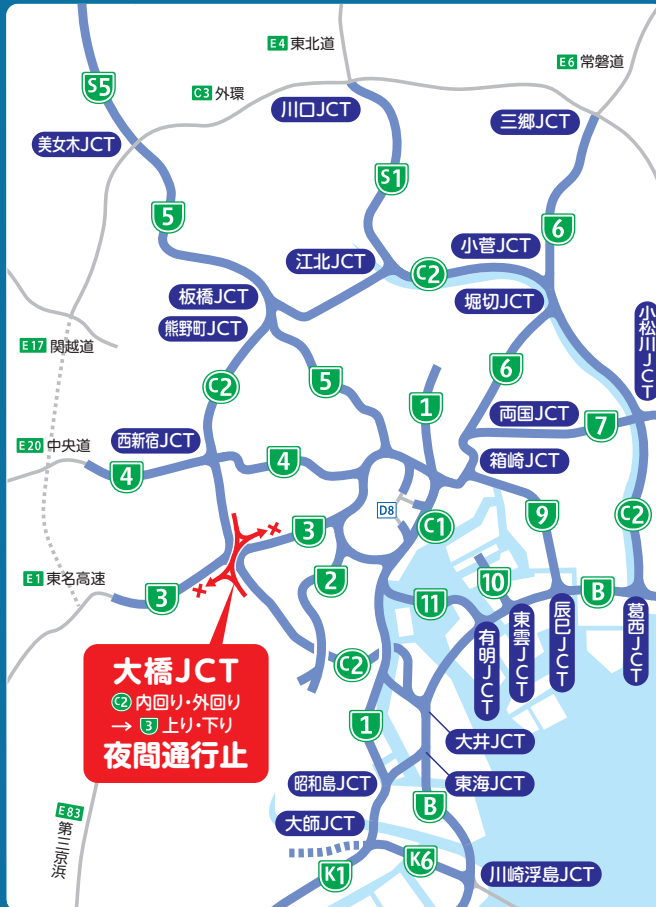 E4 東北道
E6 常磐道
S5
C3 外環
川口JCT
三郷JCT
美女木JCT
S1
5
6
江北JCT
小菅JCT
C2
板橋JCT
堀切JCT
小松川JCT
熊野町JCT
E17 関越道
6
5
C2
1
両国JCT
7
E20 中央道
西新宿JCT
4
4
箱崎JCT
D8
9
C2
3
C1
E1 東名高速
3
2
11
10
B
有明JCT
東雲JCT
辰巳JCT
葛西JCT
大橋JCT
C2 内回り・外回り
→ 3 上り・下り
夜間通行止
C2
1
大井JCT
昭和島JCT
東海JCT
E83
第三京浜
B
大師JCT
K1
K6
川崎浮島JCT